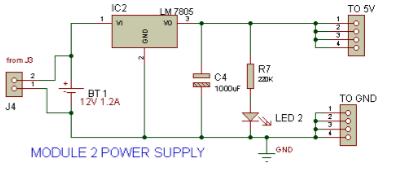 IC2
LM 7805
TO 5V
1
VI
VO
3
GND
2
1
2
3
4
from J3
2
1
J4
BT 1
12V 1.2A
C4
1000uF
R7
220K
LED 2
TO GND
1
2
3
4
GND
MODULE 2 POWER SUPPLY